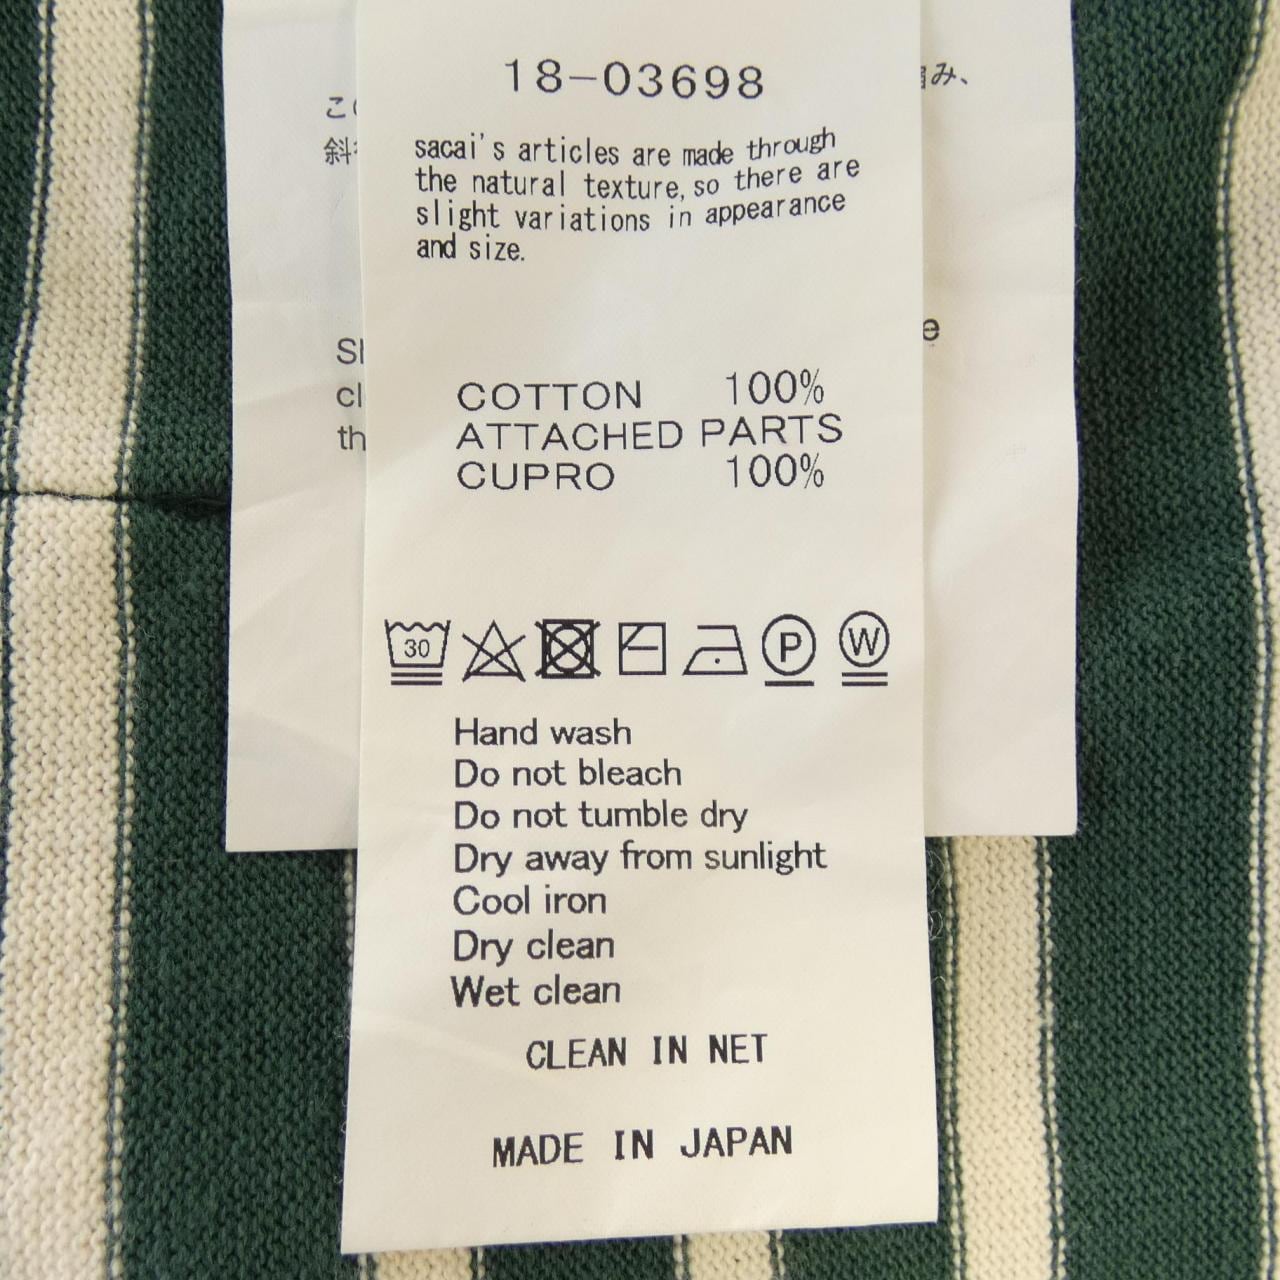 18-03698
sacai's articles are made through
the natural texture, so there are
slight variations in appearance
and size.
COTTON 100%
ATTACHED PARTS
CUPRO 100%
30 P W
Hand wash
Do not bleach
Do not tumble dry
Dry away from sunlight
Cool iron
Dry clean
Wet clean
CLEAN IN NET
MADE IN JAPAN